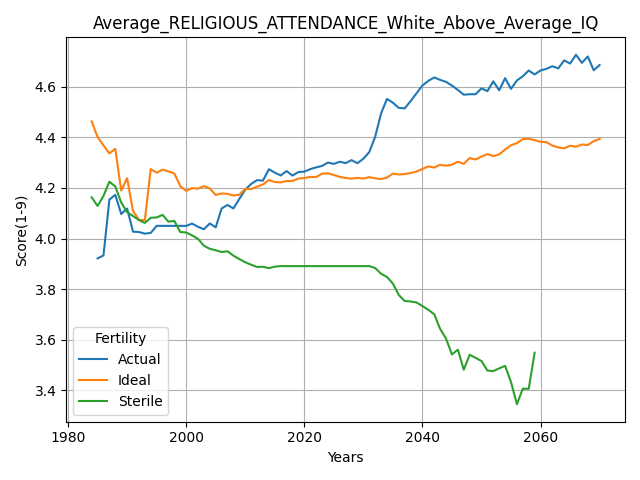 Average_RELIGIOUS_ATTENDANCE_White_Above_Average_IQ
Score(1-9)
4.6
4.4
4.2
4.0
3.8
3.6
3.4
Fertility
Actual
Ideal
Sterile
1980 2000 2020 2040 2060
Years